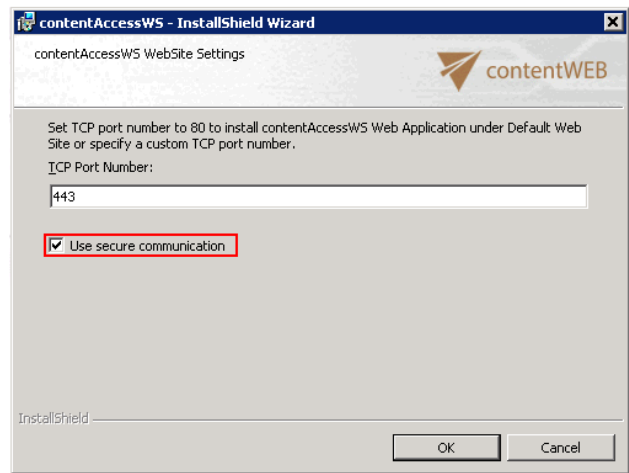 contentAccessWS - InstallShield Wizard
contentAccessWS WebSite Settings
contentWEB
Set TCP port number to 80 to install contentAccessWS Web Application under Default Web
Site or specify a custom TCP port number.
TCP Port Number:
443
Use secure communication
InstallShield
OK
Cancel